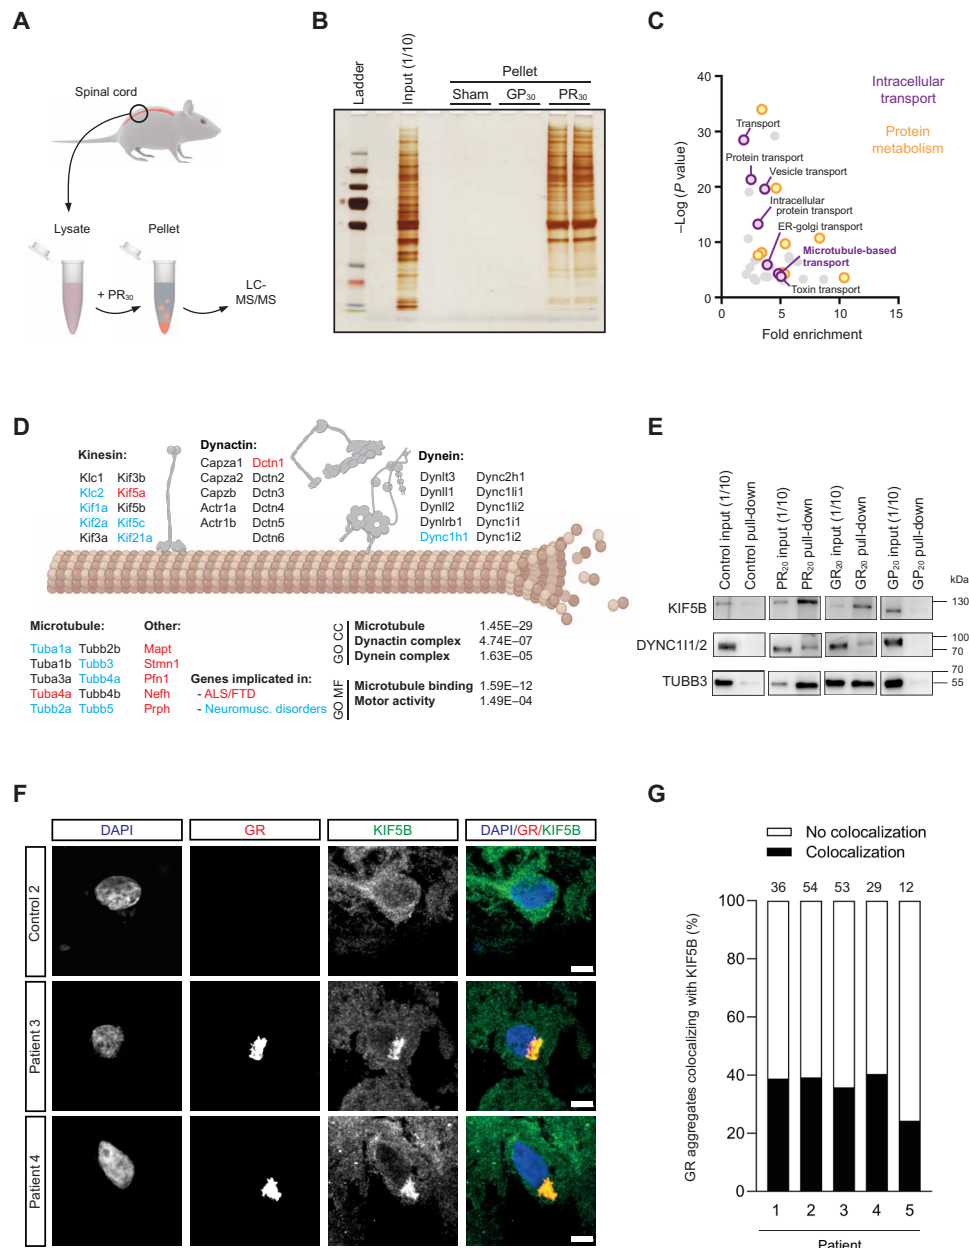 A
Spinal cord
Lysate
Pellet
+ PR30
LC-
MS/MS
B
Ladder
Input (1/10)
Pellet
Sham
GP30
PR30
C
Intracellular
transport
Protein
metabolism
–Log (P value)
40
30
20
10
0
0
5
10
15
Fold enrichment
Transport
Protein transport
Vesicle transport
Intracellular
protein transport
ER-golgi transport
Microtubule-based
transport
Toxin transport
D
Kinesin:
Klc1 Kif3b
Klc2 Kif5a
Kif1a Kif5b
Kif2a Kif5c
Kif3a Kif21a
Dynactin:
Capza1 Dctn1
Capza2 Dctn2
Capzb Dctn3
Actr1a Dctn4
Actr1b Dctn5
Dctn6
Dynein:
Dynlt3 Dync2h1
Dynll1 Dync1li1
Dynll2 Dync1li2
Dynlrb1 Dync1i1
Dync1h1 Dync1i2
Microtubule:
Tuba1a Tubb2b
Tuba1b Tubb3
Tuba3a Tubb4a
Tuba4a Tubb4b
Tubb2a Tubb5
Other:
Mapt
Stmn1
Pfn1
Nefh
Prph
Genes implicated in:
- ALS/FTD
- Neuromusc. disorders
GO CC
Microtubule 1.45E–29
Dynactin complex 4.74E–07
Dynein complex 1.63E–05
GO MF
Microtubule binding 1.59E–12
Motor activity 1.49E–04
E
Control input (1/10)
Control pull-down
PR20 input (1/10)
PR20 pull-down
GR20 input (1/10)
GR20 pull-down
GP20 input (1/10)
GP20 pull-down
kDa
KIF5B
130
DYNC1I1/2
100
70
TUBB3
70
55
F
DAPI
GR
KIF5B
DAPI/GR/KIF5B
Control 2
Patient 3
Patient 4
G
No colocalization
Colocalization
GR aggregates colocalizing with KIF5B (%)
36 54 53 29 12
100
80
60
40
20
0
1 2 3 4 5
Patient